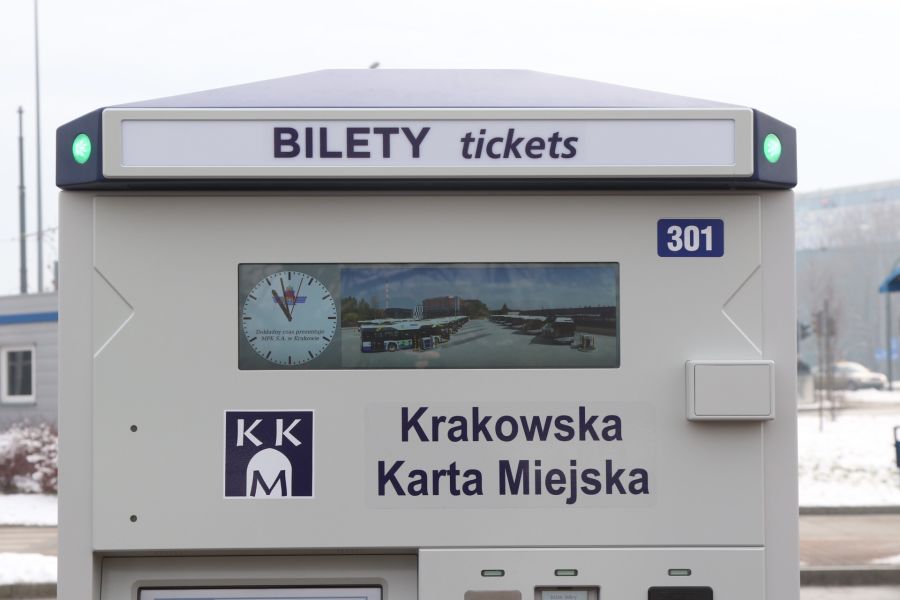 BILETY tickets
301
Dokładny czas prezentuje
MPK S.A. w Krakowie
KK
M
Krakowska
Karta Miejska